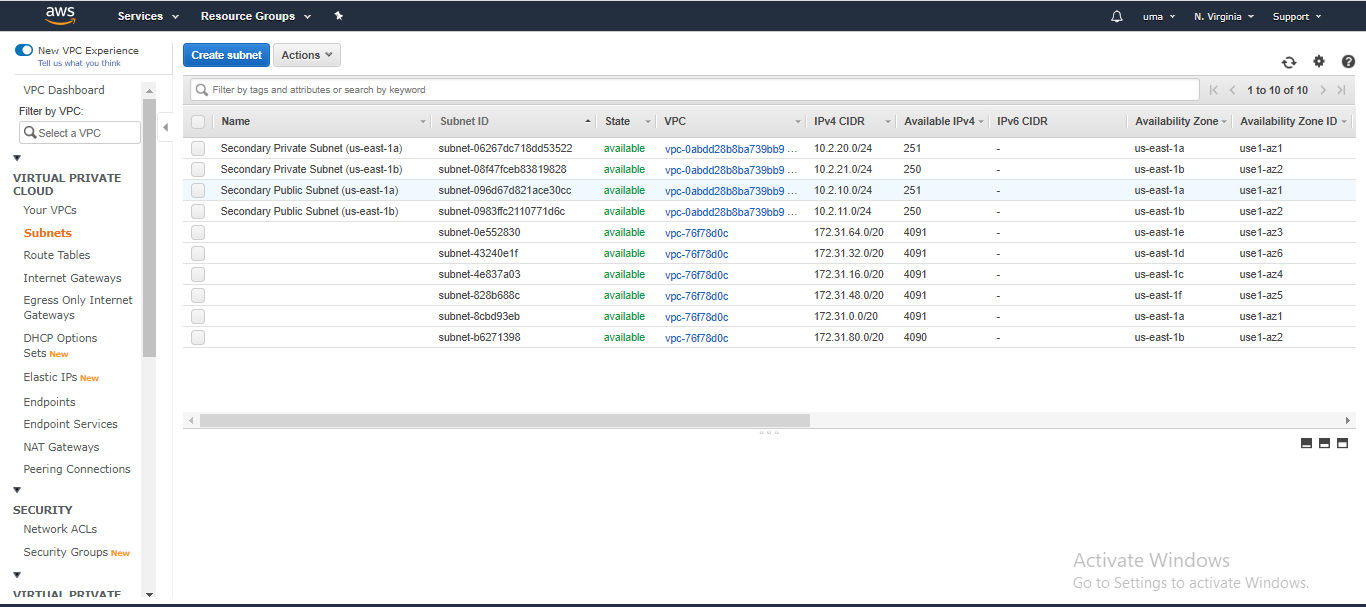 aws Services Resource Groups uma N. Virginia Support
New VPC Experience
Tell us what you think
Create subnet Actions
VPC Dashboard
Filter by VPC:
Select a VPC
VIRTUAL PRIVATE
CLOUD
Your VPCs
Subnets
Route Tables
Internet Gateways
Egress Only Internet
Gateways
DHCP Options
Sets New
Elastic IPs New
Endpoints
Endpoint Services
NAT Gateways
Peering Connections
SECURITY
Network ACLs
Security Groups New
VIRTUAL PRIVATE
Filter by tags and attributes or search by keyword 1 to 10 of 10
Name Subnet ID State VPC IPv4 CIDR Available IPv4 IPv6 CIDR Availability Zone Availability Zone ID
Secondary Private Subnet (us-east-1a) subnet-06267dc718dd53522 available vpc-0abdd28b8ba739bb9 ... 10.2.20.0/24 251 - us-east-1a use1-az1
Secondary Private Subnet (us-east-1b) subnet-08f47fceb83819828 available vpc-0abdd28b8ba739bb9 ... 10.2.21.0/24 250 - us-east-1b use1-az2
Secondary Public Subnet (us-east-1a) subnet-096d67d821ace30cc available vpc-0abdd28b8ba739bb9 ... 10.2.10.0/24 251 - us-east-1a use1-az1
Secondary Public Subnet (us-east-1b) subnet-0983ffc2110771d6c available vpc-0abdd28b8ba739bb9 ... 10.2.11.0/24 250 - us-east-1b use1-az2
subnet-0e552830 available vpc-76f78d0c 172.31.64.0/20 4091 - us-east-1e use1-az3
subnet-43240e1f available vpc-76f78d0c 172.31.32.0/20 4091 - us-east-1d use1-az6
subnet-4e837a03 available vpc-76f78d0c 172.31.16.0/20 4091 - us-east-1c use1-az4
subnet-828b688c available vpc-76f78d0c 172.31.48.0/20 4091 - us-east-1f use1-az5
subnet-8cbd93eb available vpc-76f78d0c 172.31.0.0/20 4091 - us-east-1a use1-az1
subnet-b6271398 available vpc-76f78d0c 172.31.80.0/20 4090 - us-east-1b use1-az2
Activate Windows
Go to Settings to activate Windows.